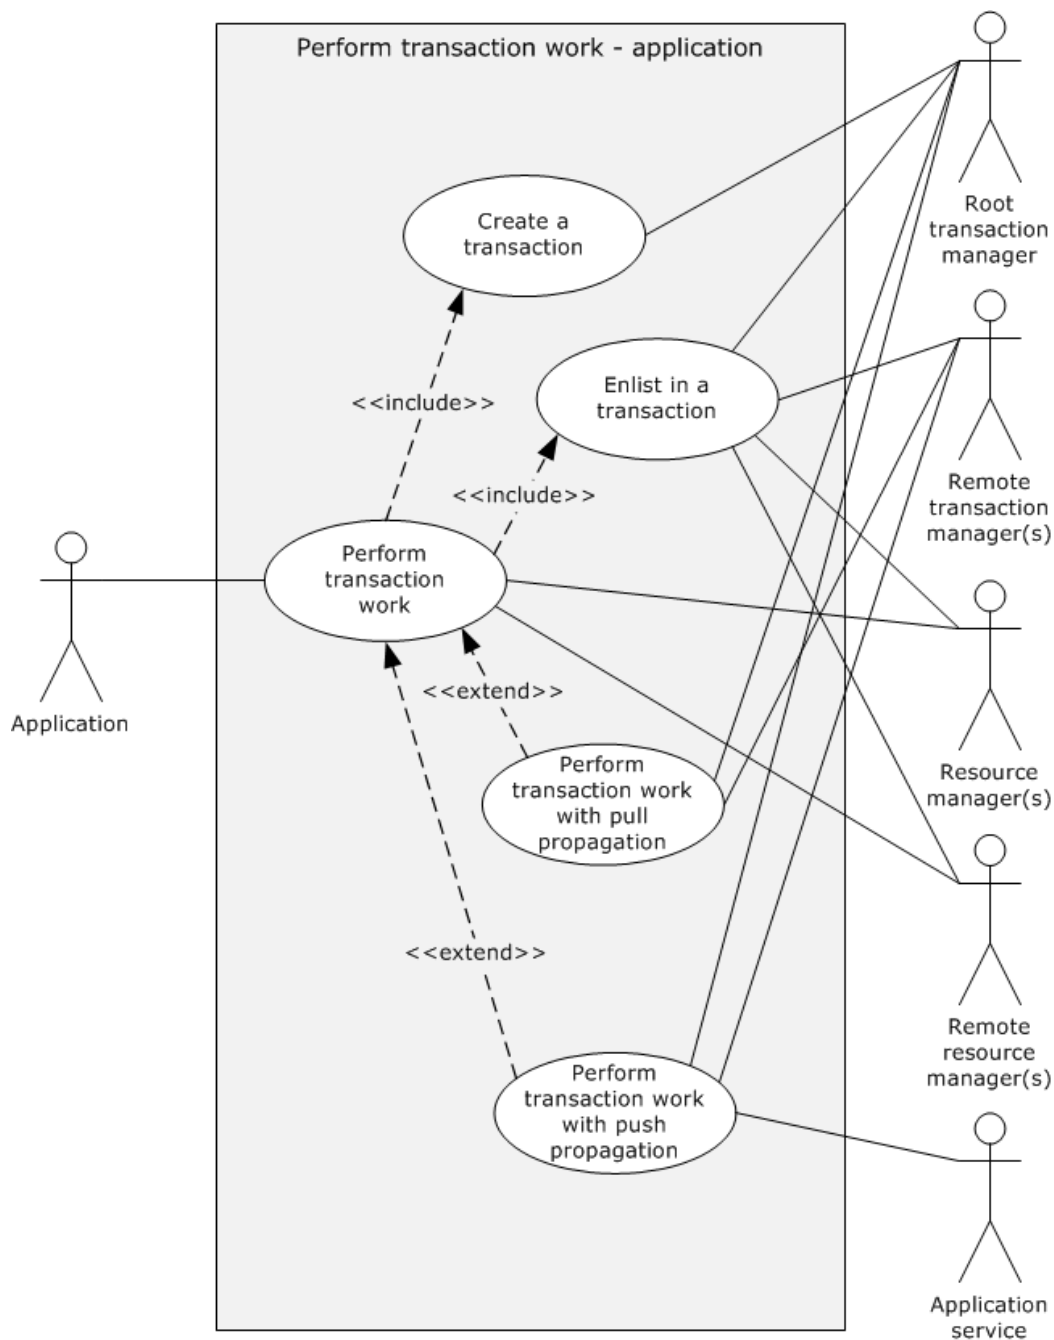 Perform transaction work - application
Root
transaction
manager
Create a
transaction
Enlist in a
transaction
<<include>>
Remote
transaction
manager(s)
<<include>>
Perform
transaction
work
Application
<<extend>>
Resource
manager(s)
Perform
transaction work
with pull
propagation
<<extend>>
Remote
resource
manager(s)
Perform
transaction work
with push
propagation
Application
service